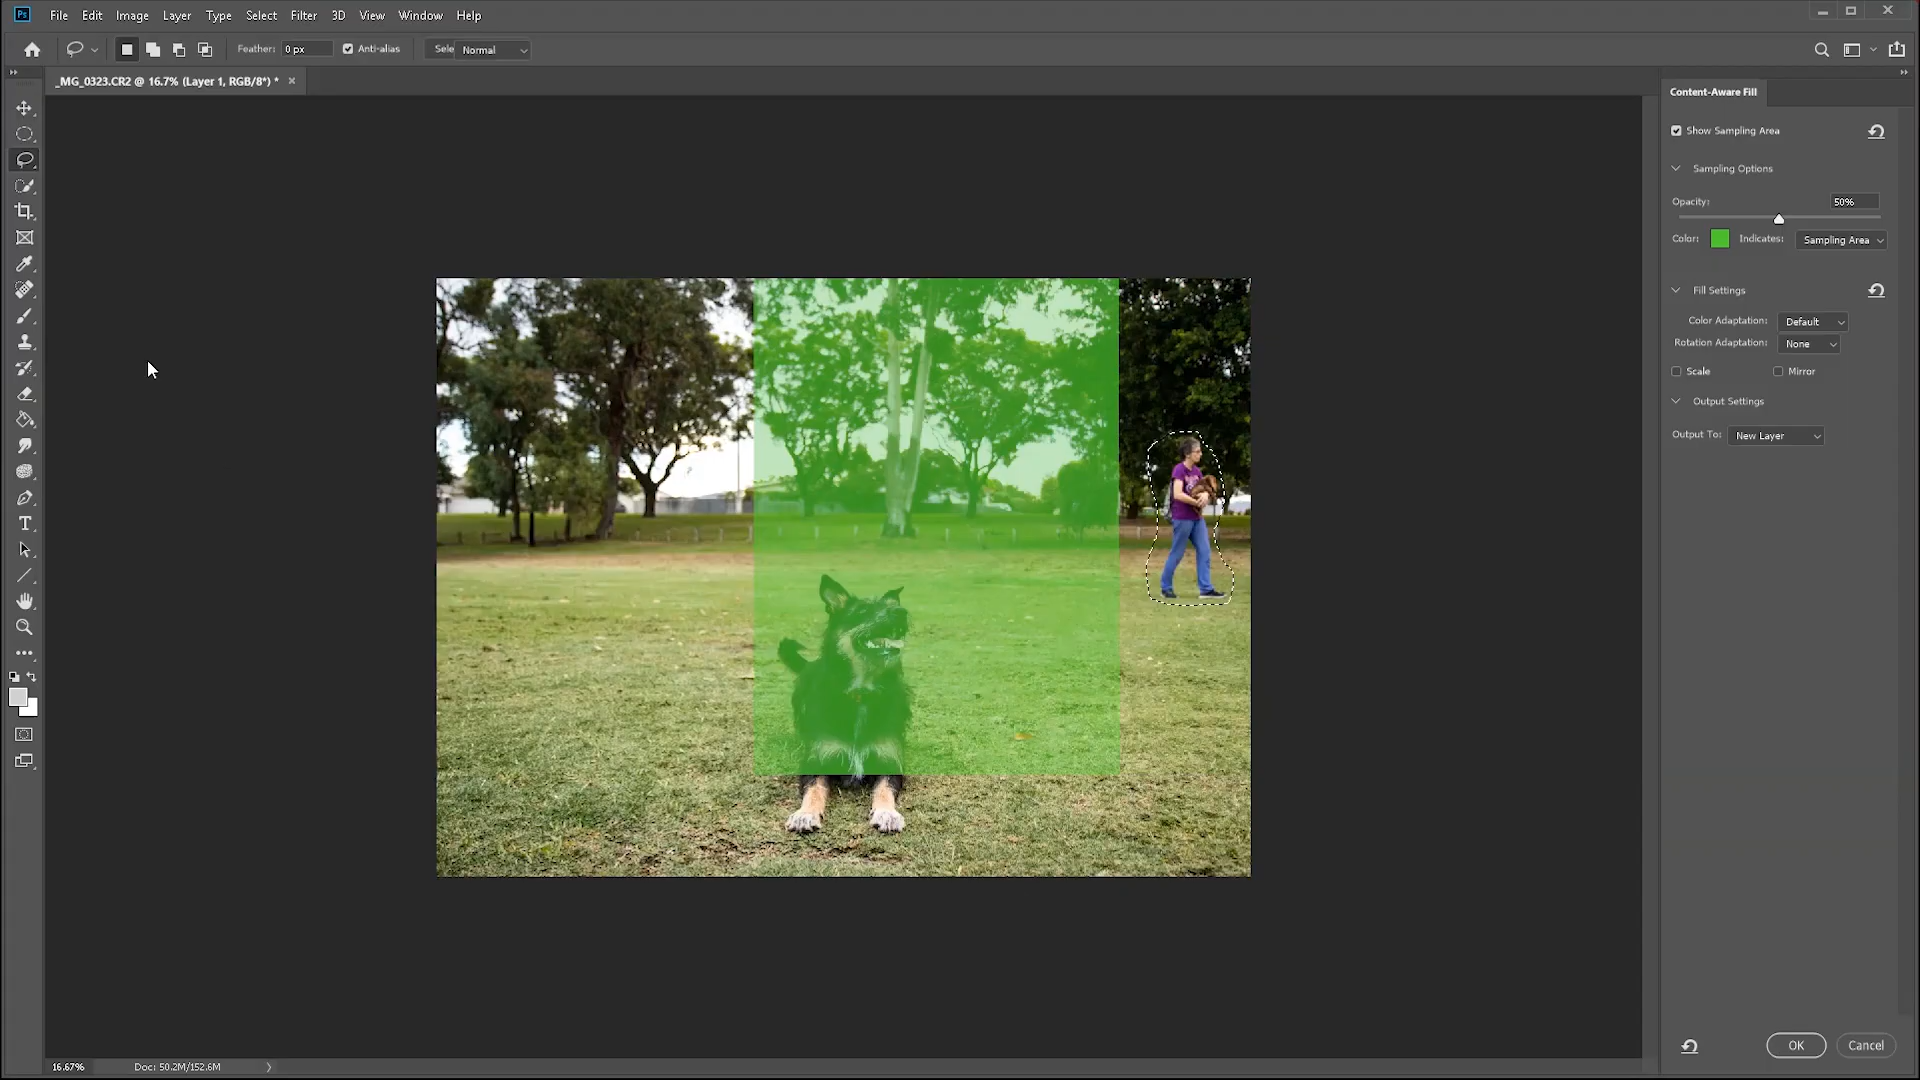 Ps File Edit Image Layer Type Select Filter 3D View Window Help
Feather: 0 px Anti-alias Sele Normal
_MG_0323.CR2 @ 16.7% (Layer 1, RGB/8*) * ×
Content-Aware Fill
Show Sampling Area
Sampling Options
Opacity: 50%
Color: Indicates: Sampling Area
Fill Settings
Color Adaptation: Default
Rotation Adaptation: None
Scale Mirror
Output Settings
Output To: New Layer
16.67% Doc: 50.2M/152.6M
OK Cancel